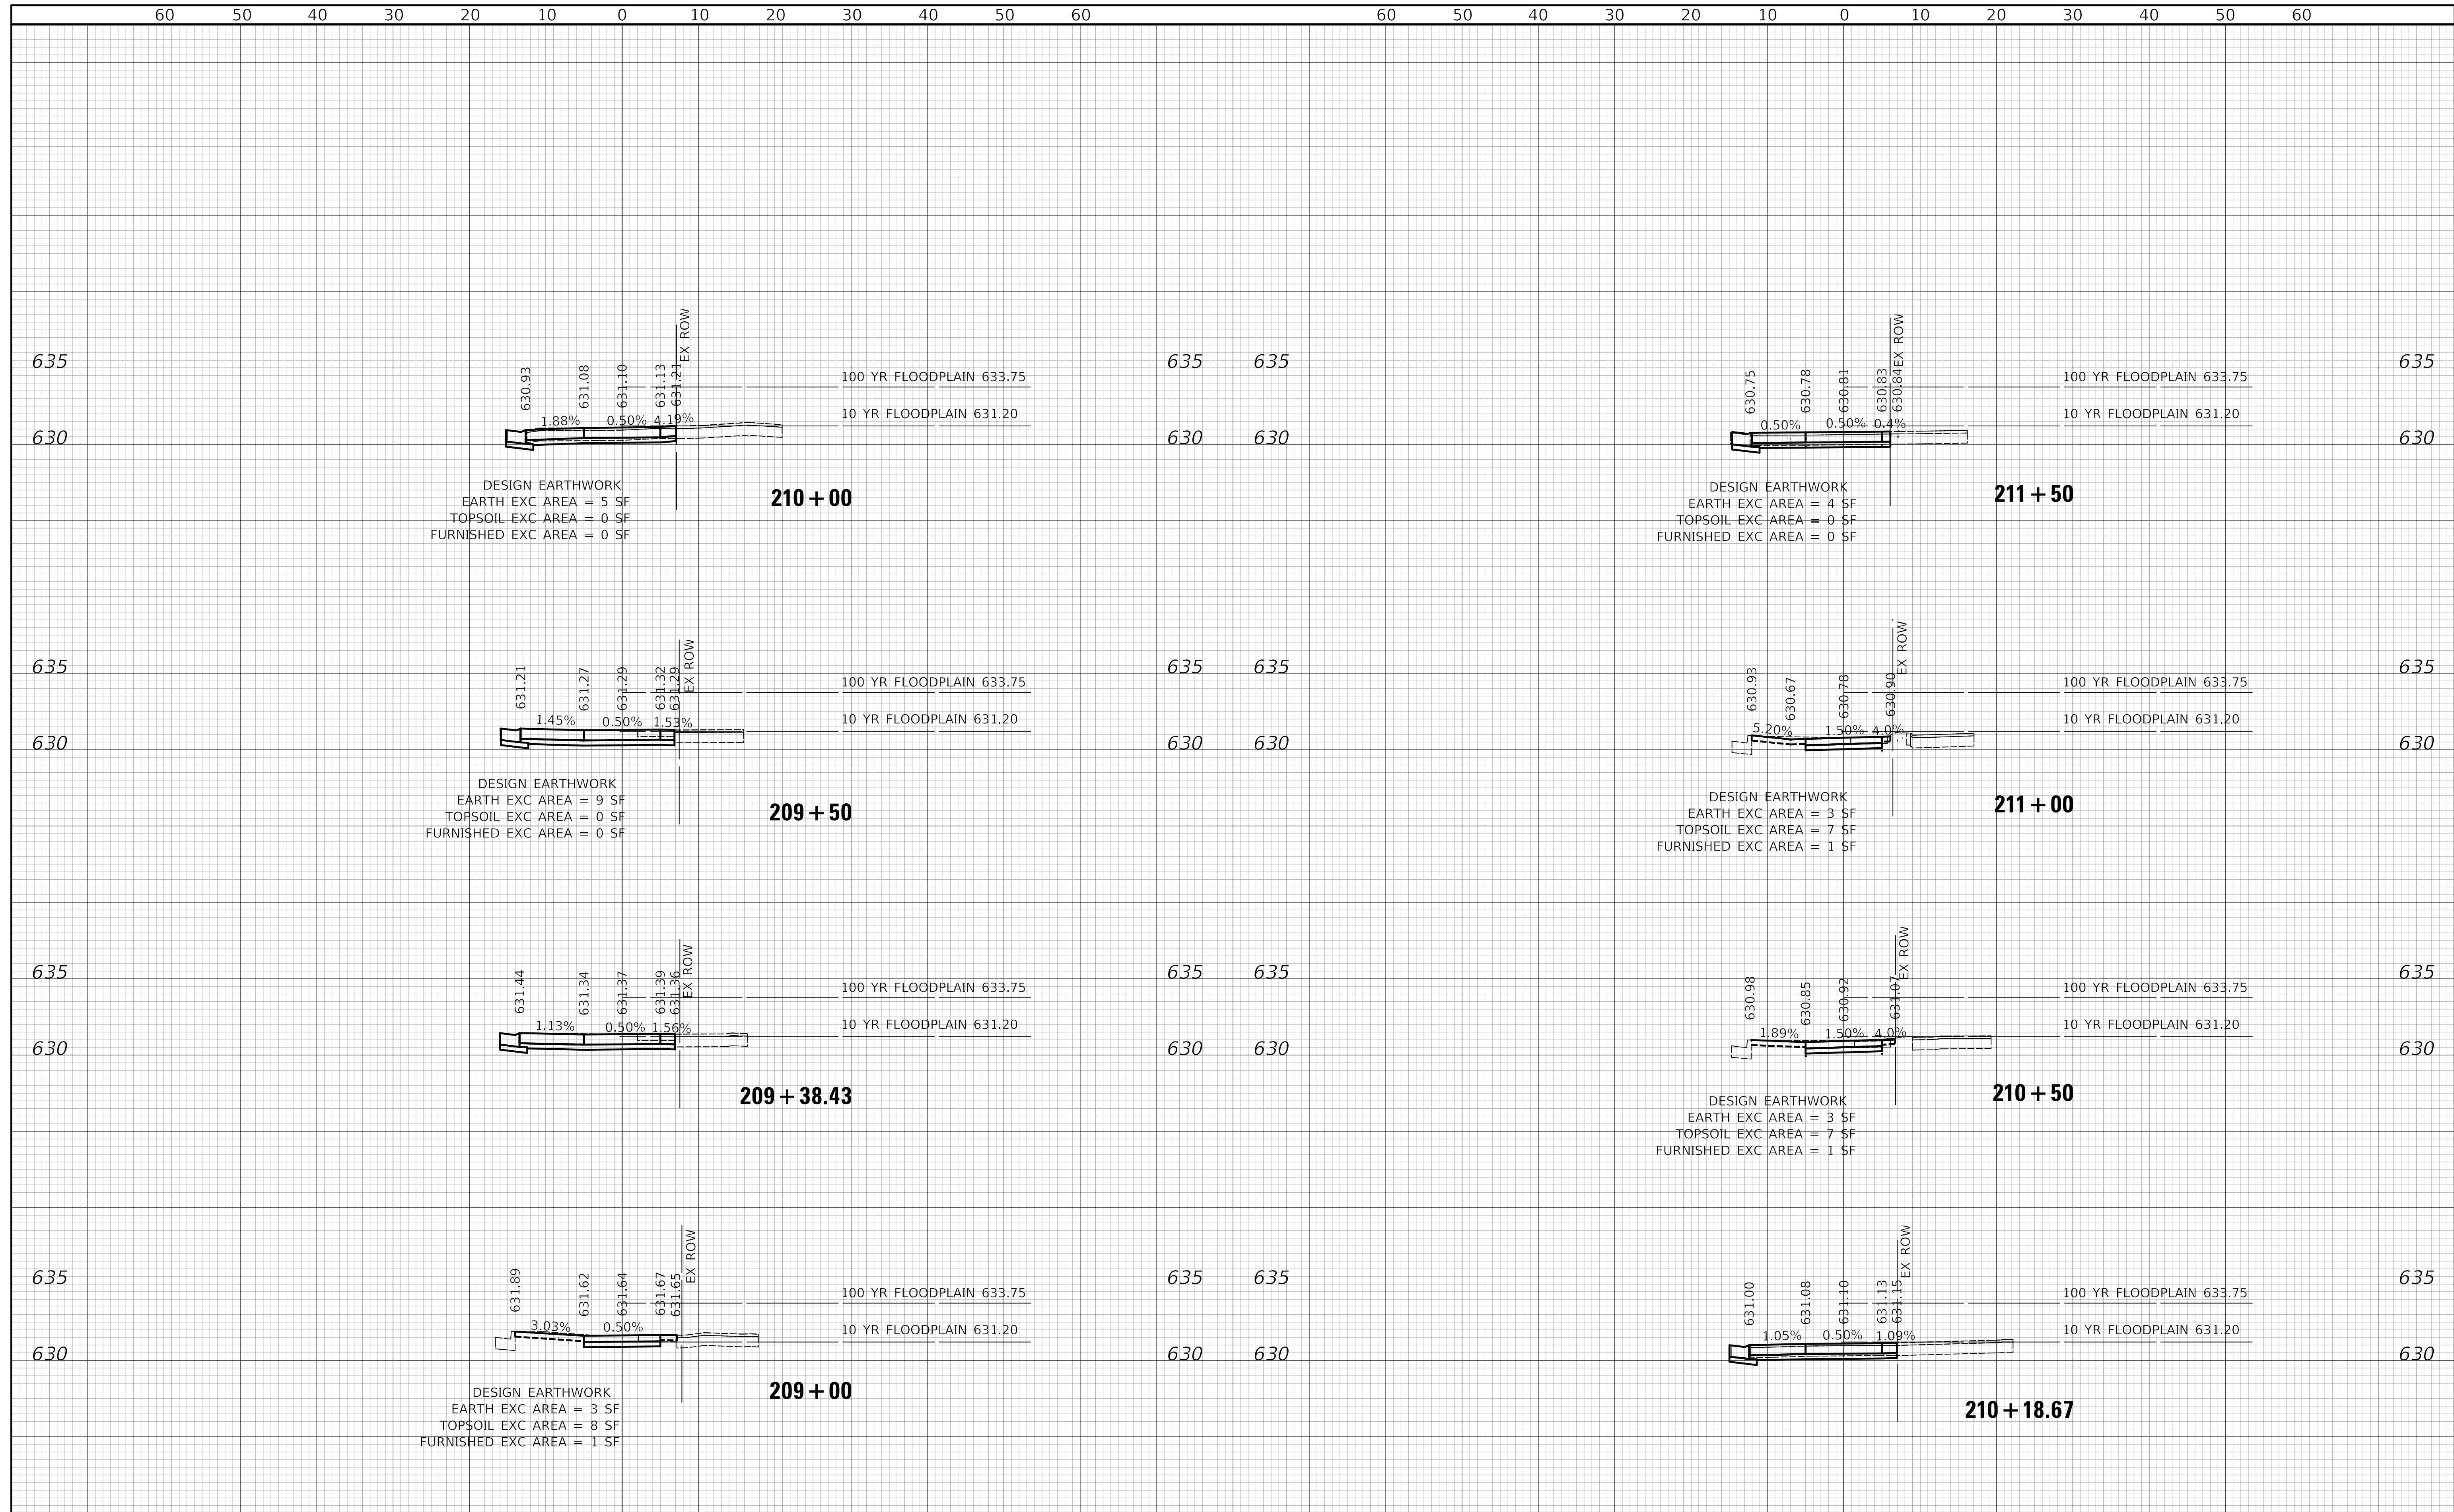 60 50 40 30 20 10 0 10 20 30 40 50 60 60 50 40 30 20 10 0 10 20 30 40 50 60
EX ROW
635 635
630.93 631.08 631.10 631.13 631.21
100 YR FLOODPLAIN 633.75
1.88% 0.50% 4.19%
10 YR FLOODPLAIN 631.20
630 630
DESIGN EARTHWORK
EARTH EXC AREA = 5 SF
TOPSOIL EXC AREA = 0 SF
FURNISHED EXC AREA = 0 SF
210+00
EX ROW
635 635
631.21 631.27 631.29 631.32 631.29
100 YR FLOODPLAIN 633.75
1.45% 0.50% 1.53%
10 YR FLOODPLAIN 631.20
630 630
DESIGN EARTHWORK
EARTH EXC AREA = 9 SF
TOPSOIL EXC AREA = 0 SF
FURNISHED EXC AREA = 0 SF
209+50
EX ROW
635 635
631.44 631.34 631.37 631.39 631.36
100 YR FLOODPLAIN 633.75
1.13% 0.50% 1.56%
10 YR FLOODPLAIN 631.20
630 630
209+38.43
EX ROW
635 635
631.89 631.62 631.64 631.67 631.65
100 YR FLOODPLAIN 633.75
3.03% 0.50%
10 YR FLOODPLAIN 631.20
630 630
209+00
DESIGN EARTHWORK
EARTH EXC AREA = 3 SF
TOPSOIL EXC AREA = 8 SF
FURNISHED EXC AREA = 1 SF
EX ROW
635 635
630.75 630.78 630.81 630.83 630.84
100 YR FLOODPLAIN 633.75
0.50% 0.50% 0.4%
10 YR FLOODPLAIN 631.20
630 630
DESIGN EARTHWORK
EARTH EXC AREA = 4 SF
TOPSOIL EXC AREA = 0 SF
FURNISHED EXC AREA = 0 SF
211+50
EX ROW
635 635
630.93 630.67 630.78 630.90
100 YR FLOODPLAIN 633.75
5.20% 1.50% 4.0%
10 YR FLOODPLAIN 631.20
630 630
DESIGN EARTHWORK
EARTH EXC AREA = 3 SF
TOPSOIL EXC AREA = 7 SF
FURNISHED EXC AREA = 1 SF
211+00
EX ROW
635 635
630.98 630.85 630.92 631.07
100 YR FLOODPLAIN 633.75
1.89% 1.50% 4.0%
10 YR FLOODPLAIN 631.20
630 630
210+50
DESIGN EARTHWORK
EARTH EXC AREA = 3 SF
TOPSOIL EXC AREA = 7 SF
FURNISHED EXC AREA = 1 SF
EX ROW
635 635
631.00 631.08 631.10 631.13 631.15
100 YR FLOODPLAIN 633.75
1.05% 0.50% 1.09%
10 YR FLOODPLAIN 631.20
630 630
210+18.67